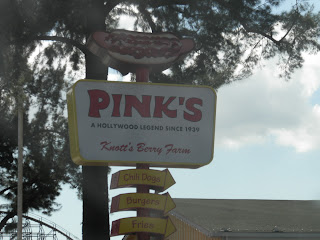 PINK'S
A HOLLYWOOD LEGEND SINCE 1939
Knott's Berry Farm
Chili Dogs
Burgers
Fries